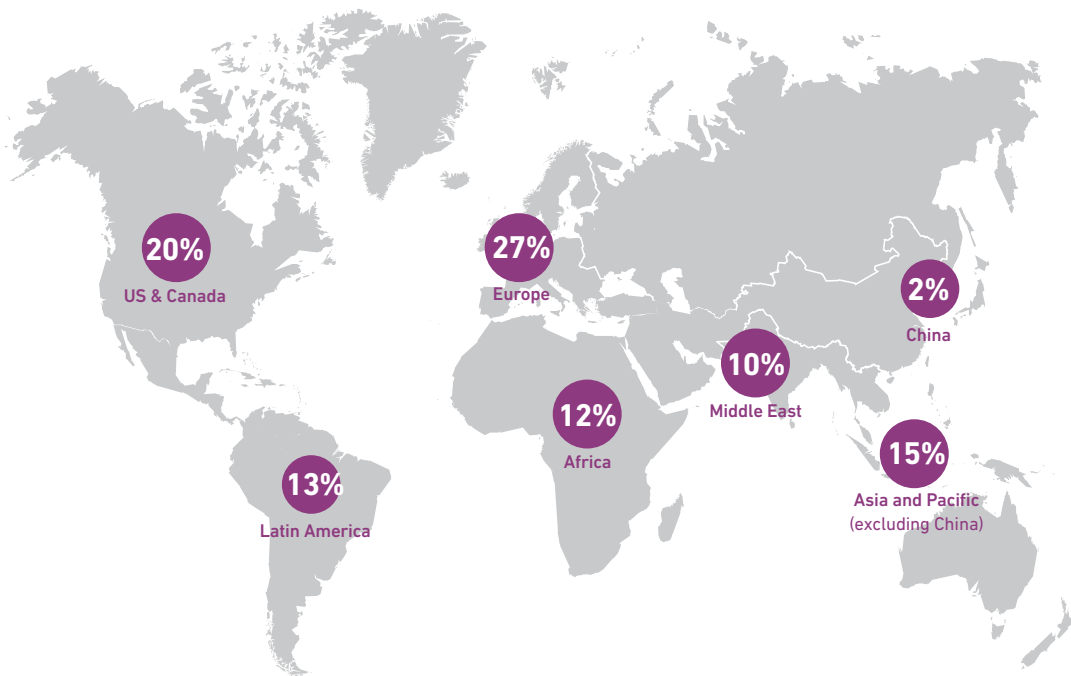 20%
US & Canada
27%
Europe
2%
China
10%
Middle East
12%
Africa
15%
Asia and Pacific
(excluding China)
13%
Latin America